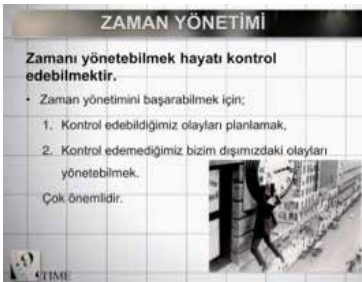 ZAMAN YÖNETİMİ
Zamanı yönetebilmek hayatı kontrol
edebilmektir.
• Zaman yönetimini başarabilmek için;
1. Kontrol edebildiğimiz olayları planlamak,
2. Kontrol edemediğimiz bizim dışımızdaki olayları
yönetebilmek.
Çok önemlidir.
TIME